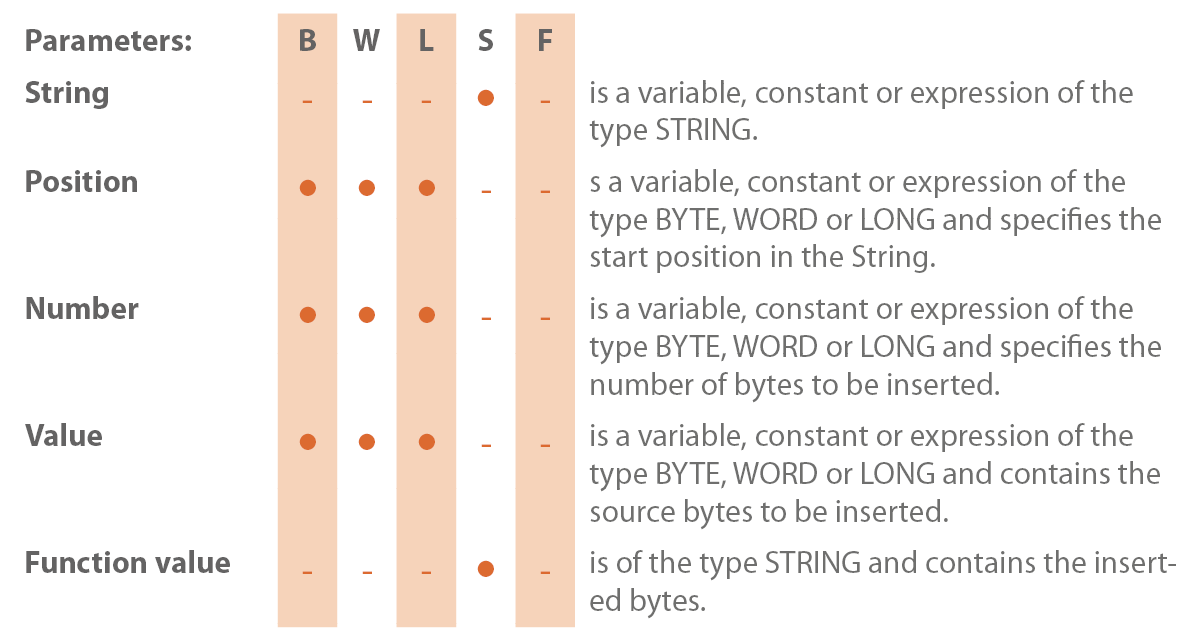 Parameters: B W L S F
String - - - ● - is a variable, constant or expression of the
type STRING.
Position ● ● ● - - s a variable, constant or expression of the
type BYTE, WORD or LONG and specifies the
start position in the String.
Number ● ● ● - - is a variable, constant or expression of the
type BYTE, WORD or LONG and specifies the
number of bytes to be inserted.
Value ● ● ● - - is a variable, constant or expression of the
type BYTE, WORD or LONG and contains the
source bytes to be inserted.
Function value - - - ● - is of the type STRING and contains the insert-
ed bytes.